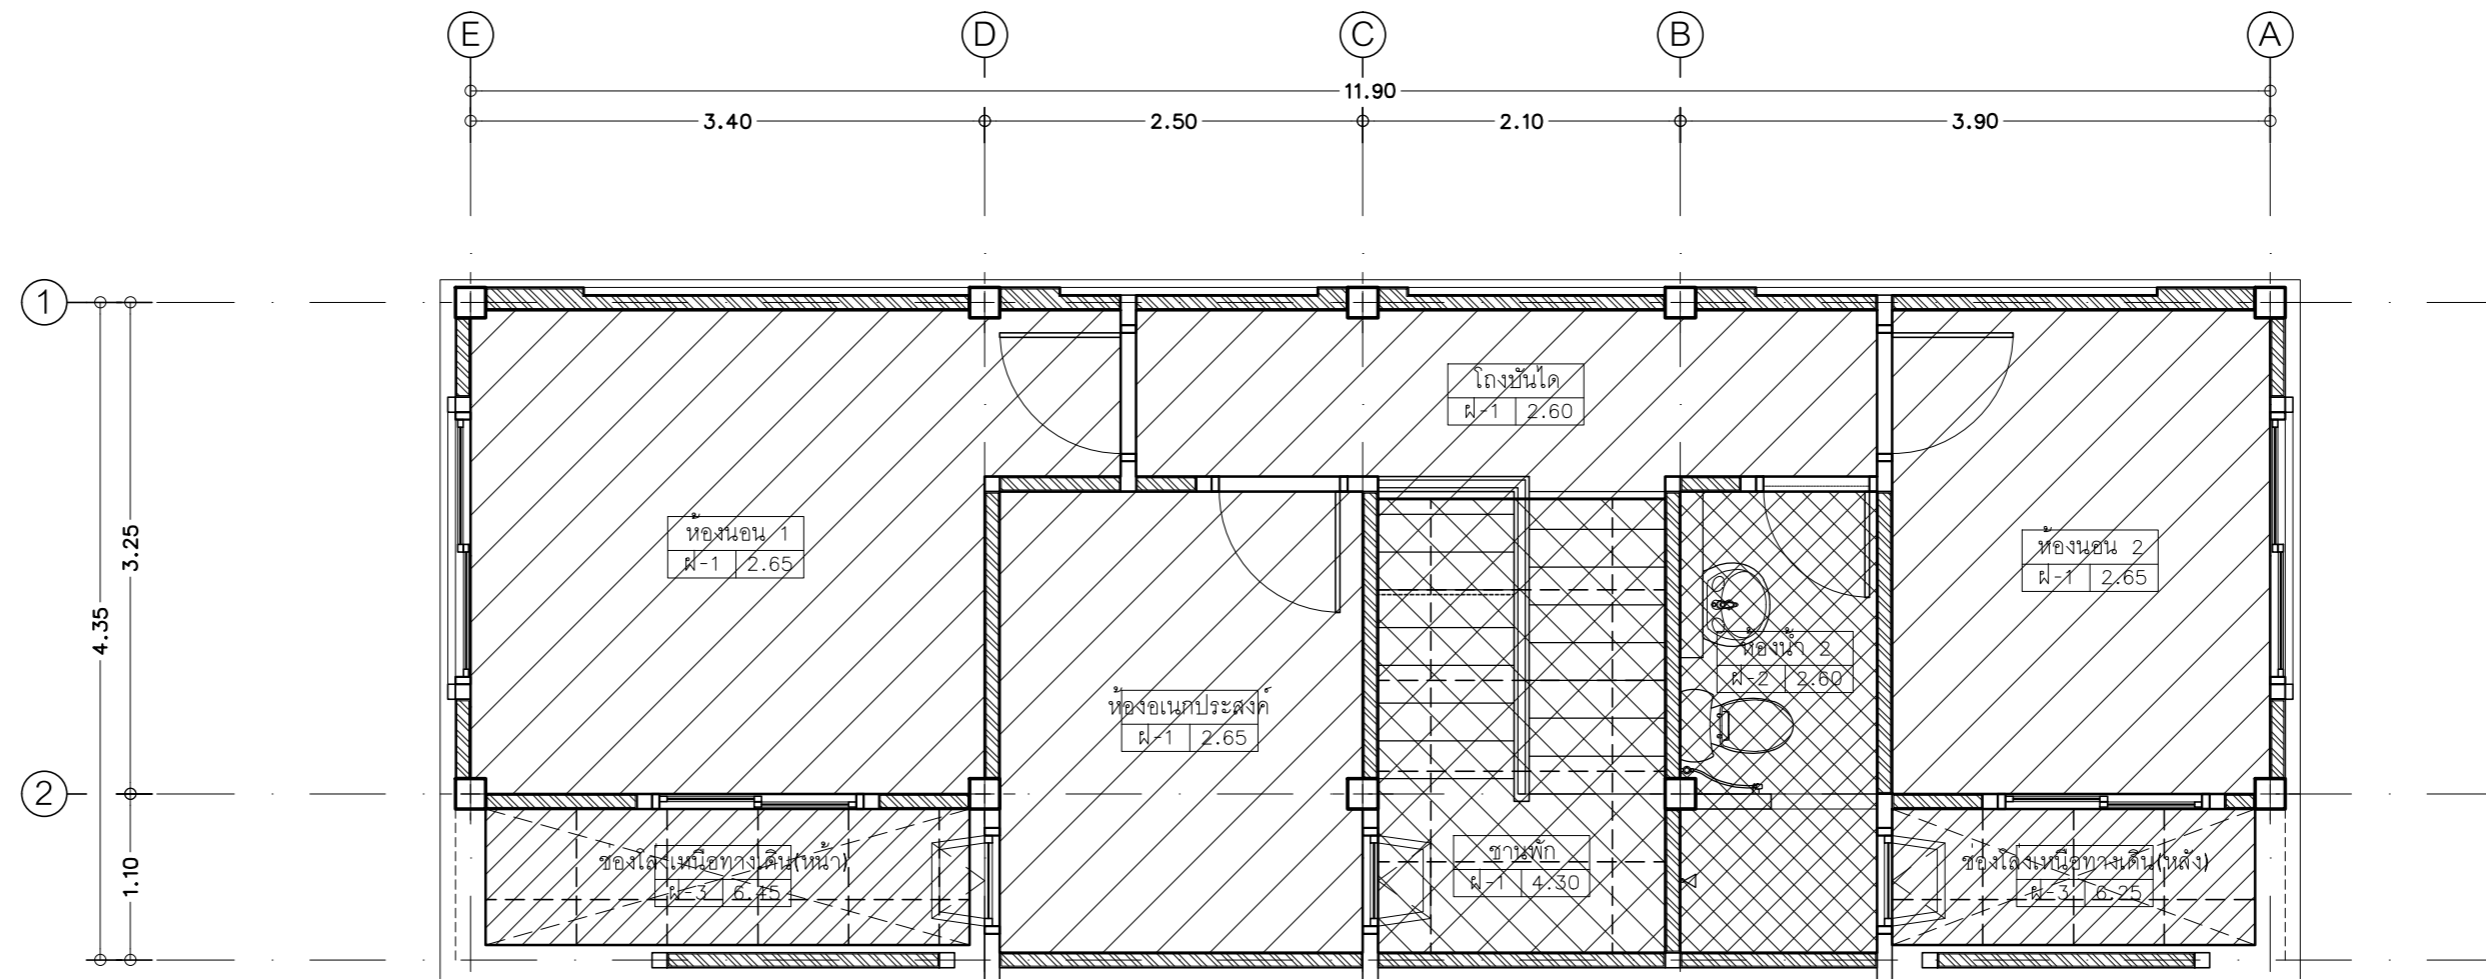 E D C B A
11.90
3.40 2.50 2.10 3.90
1
โถงบันได
ฝ-1 2.60
3.25
4.35
ห้องนอน 1
ฝ-1 2.65
ห้องนอน 2
ฝ-1 2.65
ห้องน้ำ 2
ฝ-2 2.60
ห้องอเนกประสงค์
ฝ-1 2.65
2
1.10
ช่องโล่งเหนือทางเดิน(หน้า)
ฝ-3 6.45
ชานพัก
ฝ-1 4.30
ช่องโล่งเหนือทางเดิน(หลัง)
ฝ-3 6.25